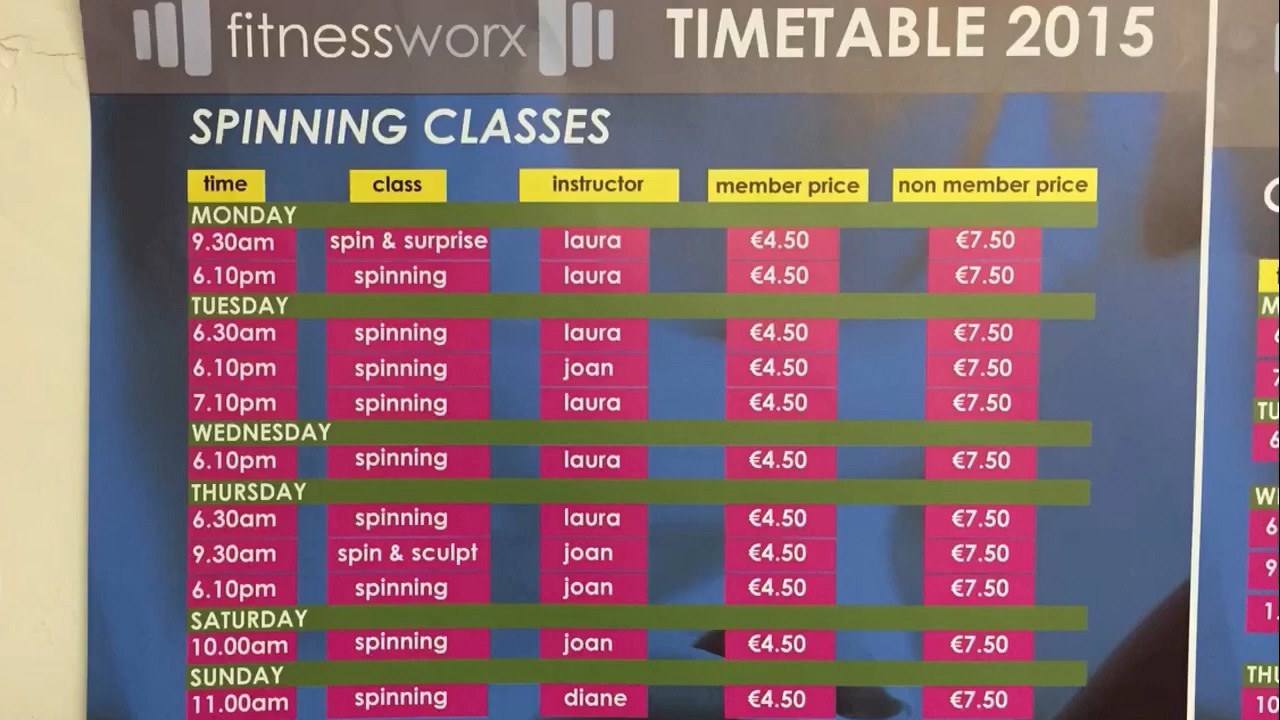 fitnessworx TIMETABLE 2015
SPINNING CLASSES
time class instructor member price non member price
MONDAY
9.30am spin & surprise laura €4.50 €7.50
6.10pm spinning laura €4.50 €7.50
TUESDAY
6.30am spinning laura €4.50 €7.50
6.10pm spinning joan €4.50 €7.50
7.10pm spinning laura €4.50 €7.50
WEDNESDAY
6.10pm spinning laura €4.50 €7.50
THURSDAY
6.30am spinning laura €4.50 €7.50
9.30am spin & sculpt joan €4.50 €7.50
6.10pm spinning joan €4.50 €7.50
SATURDAY
10.00am spinning joan €4.50 €7.50
SUNDAY
11.00am spinning diane €4.50 €7.50